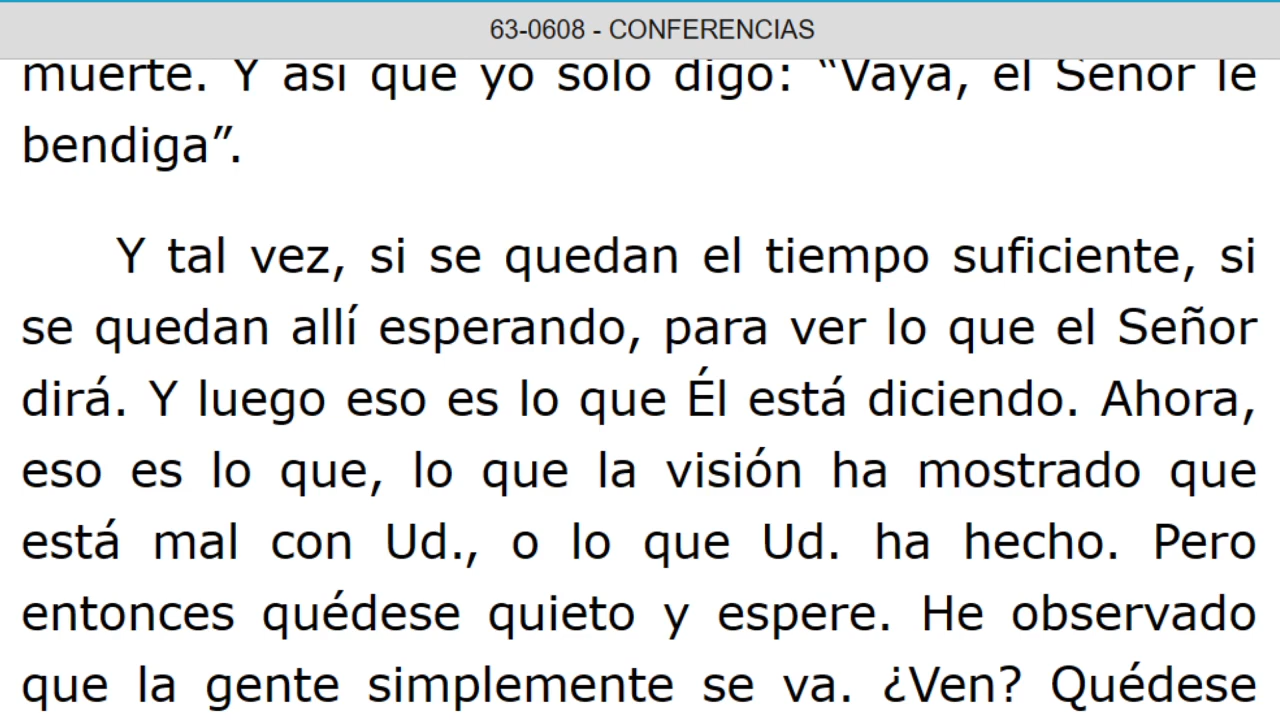 63-0608 - CONFERENCIAS
muerte. Y así que yo solo digo: “Vaya, el Señor le
bendiga”.
Y tal vez, si se quedan el tiempo suficiente, si
se quedan allí esperando, para ver lo que el Señor
dirá. Y luego eso es lo que Él está diciendo. Ahora,
eso es lo que, lo que la visión ha mostrado que
está mal con Ud., o lo que Ud. ha hecho. Pero
entonces quédese quieto y espere. He observado
que la gente simplemente se va. ¿Ven? Quédese